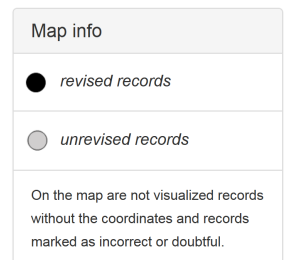 Map info
revised records
unrevised records
On the map are not visualized records
without the coordinates and records
marked as incorrect or doubtful.